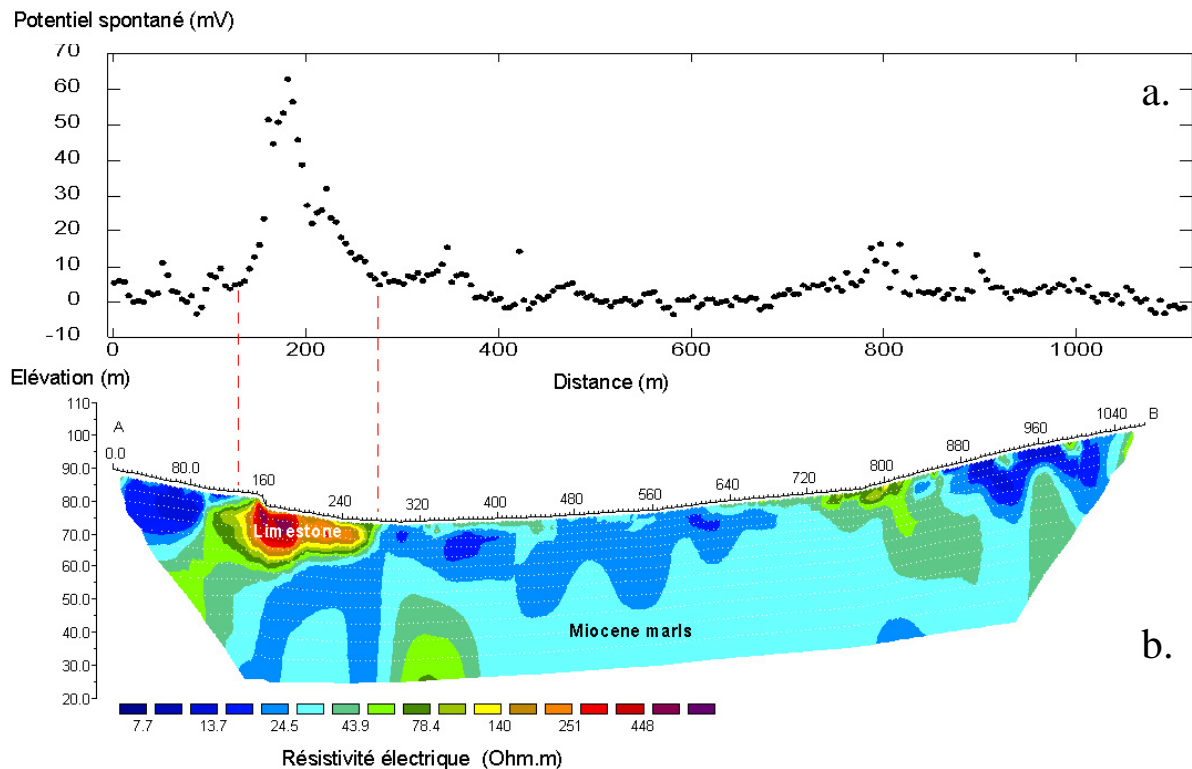 Potentiel spontané (mV)
70
60
50
40
30
20
10
0
-10
a.
0 200 400 600 800 1000
Elévation (m)
Distance (m)
110
100
90.0
80.0
70.0
60.0
50.0
40.0
30.0
20.0
A
B
0.0 80.0 160 240 320 400 480 560 640 720 800 880 960 1040
Limestone
Miocene marls
b.
7.7 13.7 24.5 43.9 78.4 140 251 448
Résistivité électrique (Ohm.m)